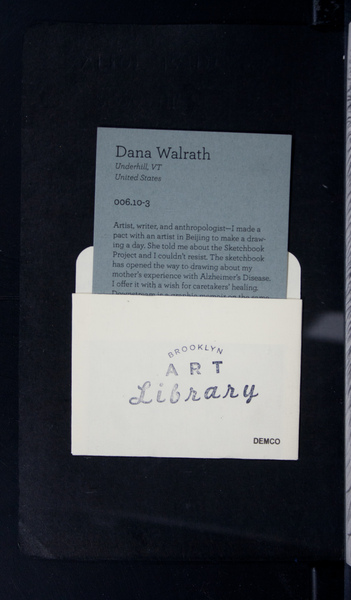 Dana Walrath
Underhill, VT
United States
006.10-3
Artist, writer, and anthropologist—I made a
pact with an artist in Beijing to make a draw-
ing a day. She told me about the Sketchbook
Project and I couldn't resist. The sketchbook
has opened the way to drawing about my
mother's experience with Alzheimer's Disease.
I offer it with a wish for caretakers' healing.
BROOKLYN
ART
Library
DEMCO